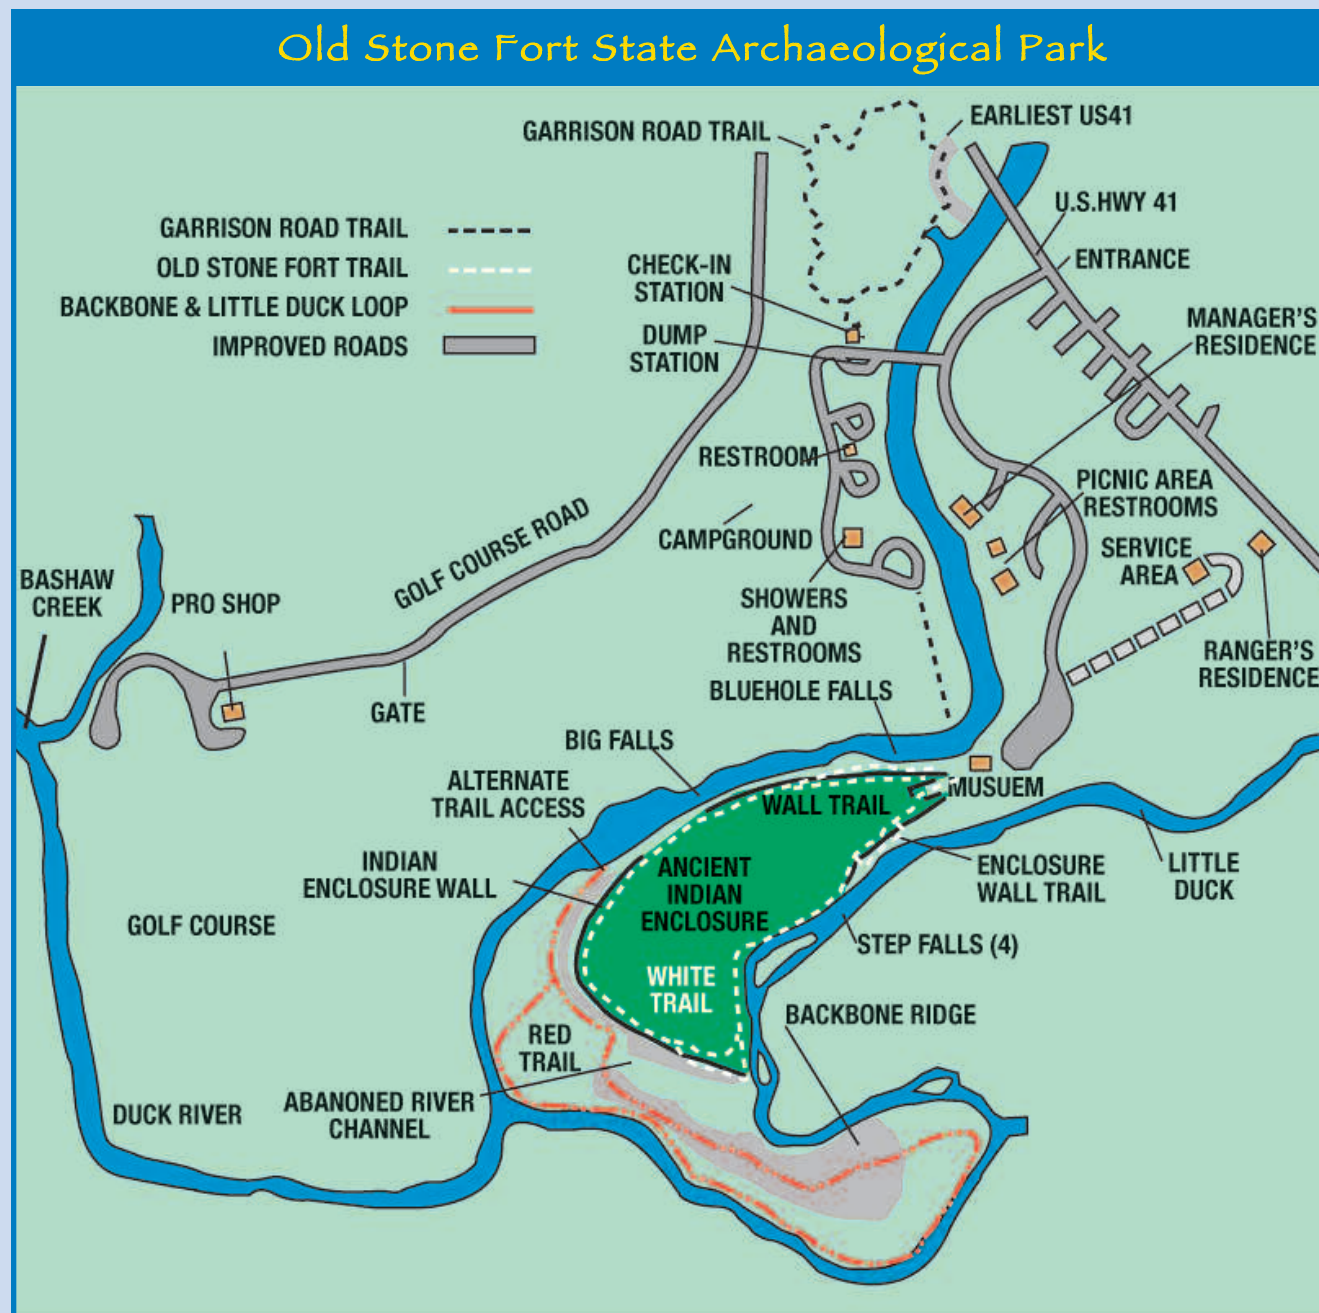 Old Stone Fort State Archaeological Park
GARRISON ROAD TRAIL
EARLIEST US41
U.S.HWY 41
ENTRANCE
GARRISON ROAD TRAIL
OLD STONE FORT TRAIL
BACKBONE & LITTLE DUCK LOOP
IMPROVED ROADS
CHECK-IN
STATION
DUMP
STATION
MANAGER'S
RESIDENCE
RESTROOM
CAMPGROUND
PICNIC AREA
RESTROOMS
SERVICE
AREA
GOLF COURSE ROAD
BASHAW
CREEK
PRO SHOP
GATE
SHOWERS
AND
RESTROOMS
RANGER'S
RESIDENCE
BLUEHOLE FALLS
BIG FALLS
ALTERNATE
TRAIL ACCESS
MUSUEM
WALL TRAIL
INDIAN
ENCLOSURE WALL
ANCIENT
INDIAN
ENCLOSURE
ENCLOSURE
WALL TRAIL
LITTLE
DUCK
GOLF COURSE
STEP FALLS (4)
WHITE
TRAIL
BACKBONE RIDGE
RED
TRAIL
ABANONED RIVER
CHANNEL
DUCK RIVER